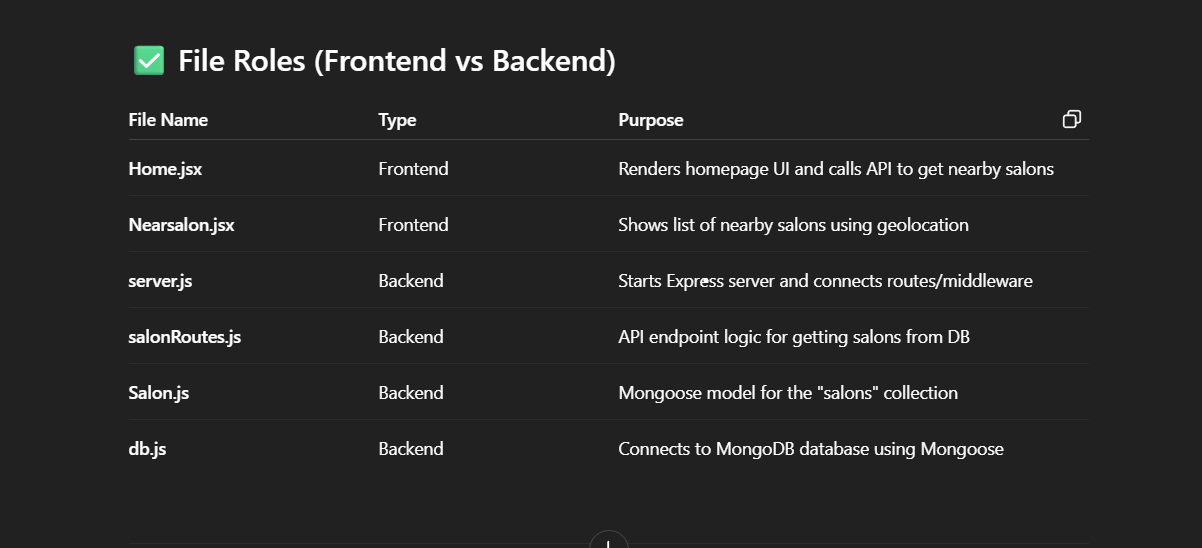 ✅ File Roles (Frontend vs Backend)
File Name Type Purpose
Home.jsx Frontend Renders homepage UI and calls API to get nearby salons
Nearsalon.jsx Frontend Shows list of nearby salons using geolocation
server.js Backend Starts Express server and connects routes/middleware
salonRoutes.js Backend API endpoint logic for getting salons from DB
Salon.js Backend Mongoose model for the "salons" collection
db.js Backend Connects to MongoDB database using Mongoose